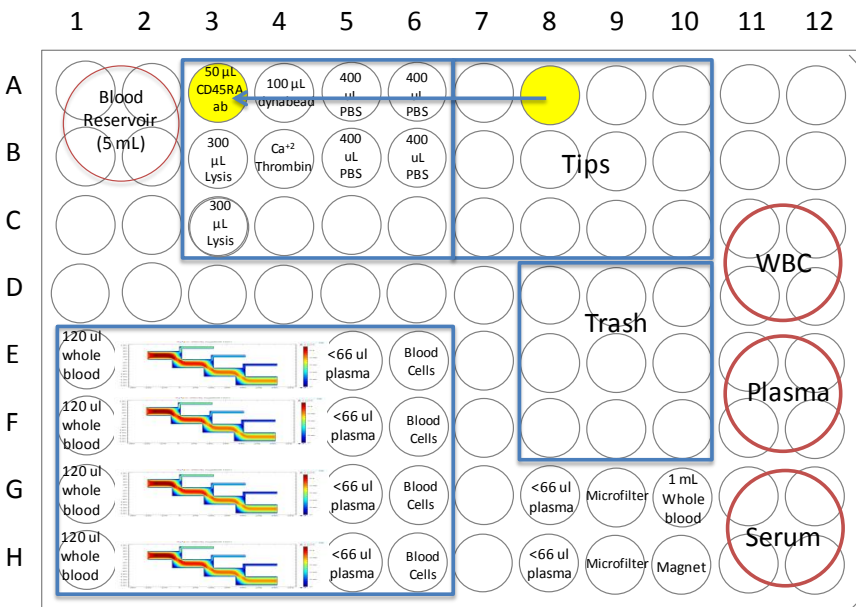 1 2 3 4 5 6 7 8 9 10 11 12
A
B
C
D
E
F
G
H
Blood
Reservoir
(5 mL)
50 µL
CD45RA
ab
100 µL
dynabead
400
uL
PBS
400
uL
PBS
300
µL
Lysis
Ca+2
Thrombin
400
uL
PBS
400
uL
PBS
Tips
300
µL
Lysis
WBC
Trash
120 ul
whole
blood
<66 ul
plasma
Blood
Cells
Plasma
120 ul
whole
blood
<66 ul
plasma
Blood
Cells
120 ul
whole
blood
<66 ul
plasma
Blood
Cells
<66 ul
plasma
Microfilter
1 mL
Whole
blood
Serum
120 ul
whole
blood
<66 ul
plasma
Blood
Cells
<66 ul
plasma
Microfilter
Magnet